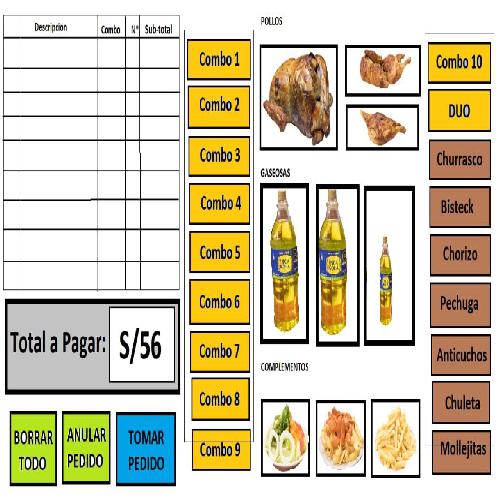 Descripcion Combo N° Sub-total
Total a Pagar: S/56
BORRAR
TODO
ANULAR
PEDIDO
TOMAR
PEDIDO
Combo 1
Combo 2
Combo 3
Combo 4
Combo 5
Combo 6
Combo 7
Combo 8
Combo 9
POLLOS
GASEOSAS
COMPLEMENTOS
Combo 10
DUO
Churrasco
Bisteck
Chorizo
Pechuga
Anticuchos
Chuleta
Mollejitas